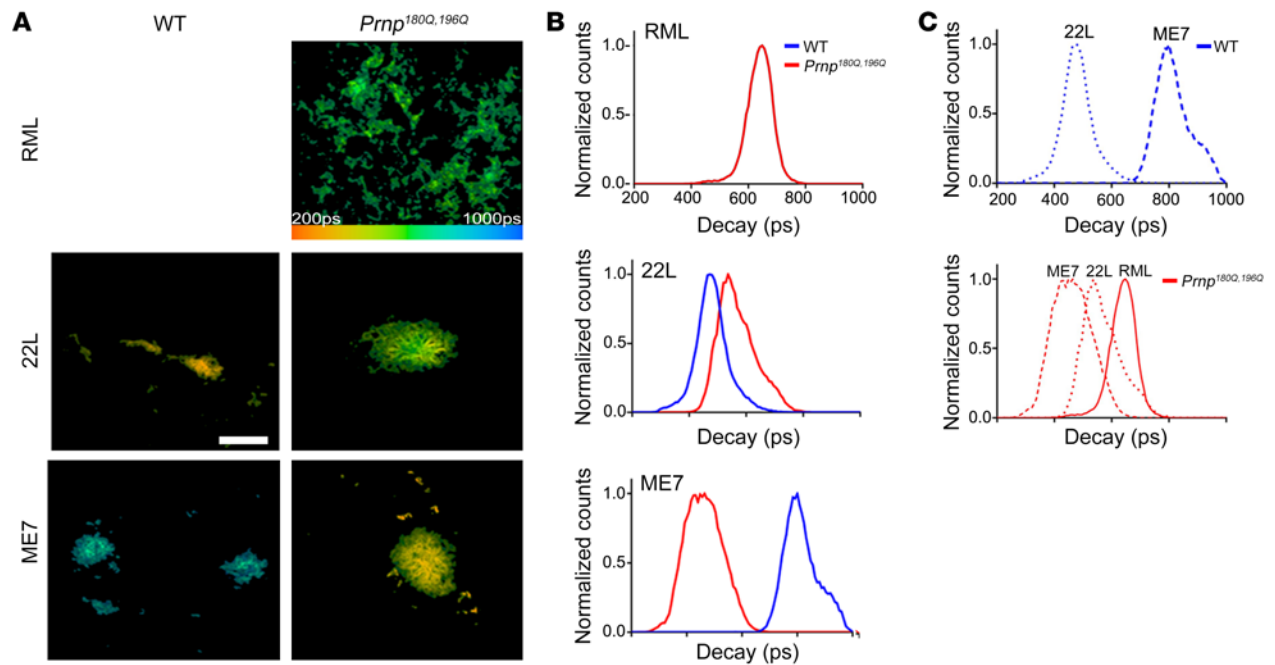 A
WT
Prnp180Q,196Q
RML
200ps
1000ps
22L
ME7
B
RML
WT
Prnp180Q,196Q
Normalized counts
1.0
0.5
0.0
200
400
600
800
1000
Decay (ps)
22L
Normalized counts
1.0
0.5
0.0
Decay (ps)
ME7
Normalized counts
1.0
0.5
0.0
Decay (ps)
C
22L
ME7
WT
Normalized counts
1.0
0.5
0.0
200
400
600
800
1000
Decay (ps)
ME7
22L
RML
Prnp180Q,196Q
Normalized counts
1.0
0.5
0.0
Decay (ps)